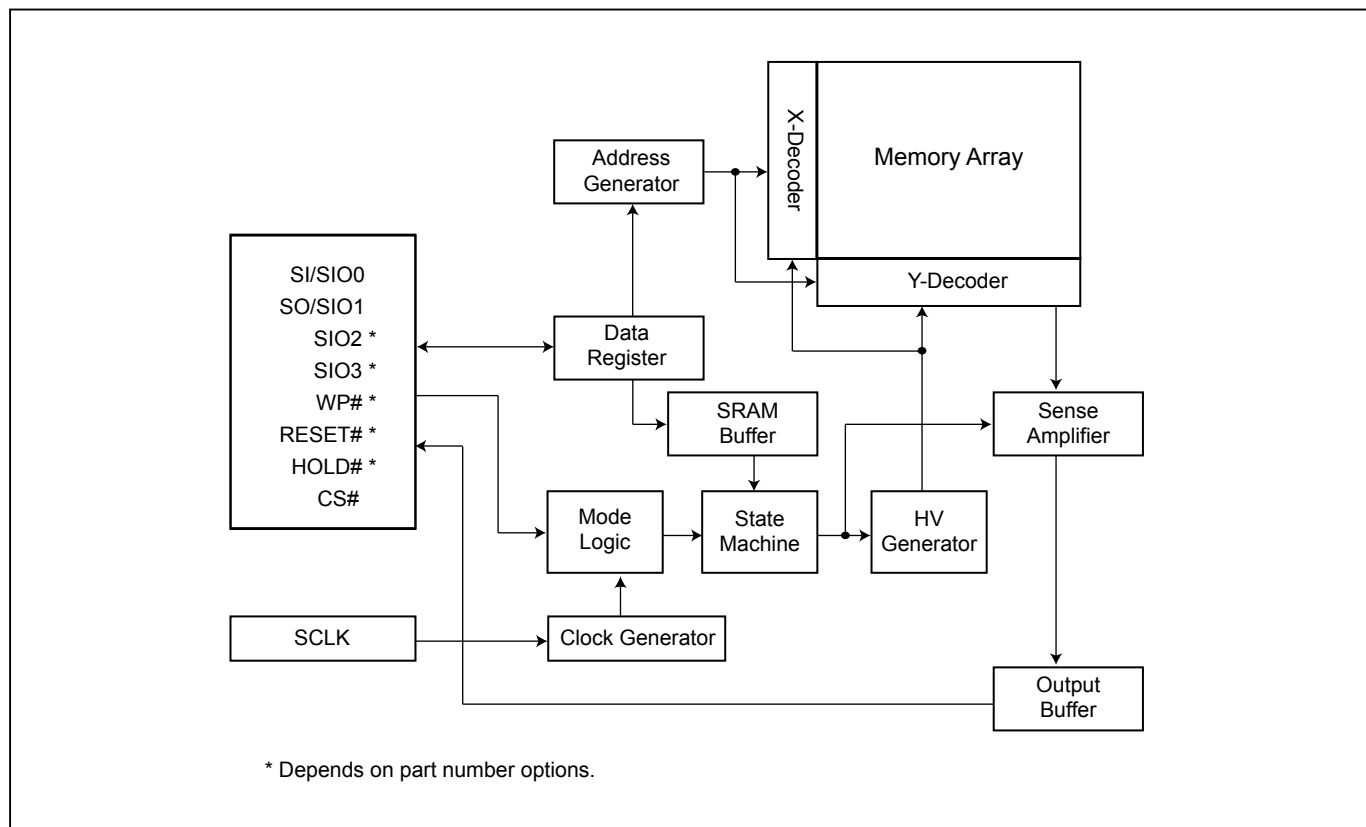 X-Decoder
Memory Array
Address
Generator
Y-Decoder
SI/SIO0
SO/SIO1
SIO2 *
SIO3 *
WP# *
RESET# *
HOLD# *
CS#
Data
Register
SRAM
Buffer
Sense
Amplifier
Mode
Logic
State
Machine
HV
Generator
SCLK
Clock Generator
Output
Buffer
* Depends on part number options.